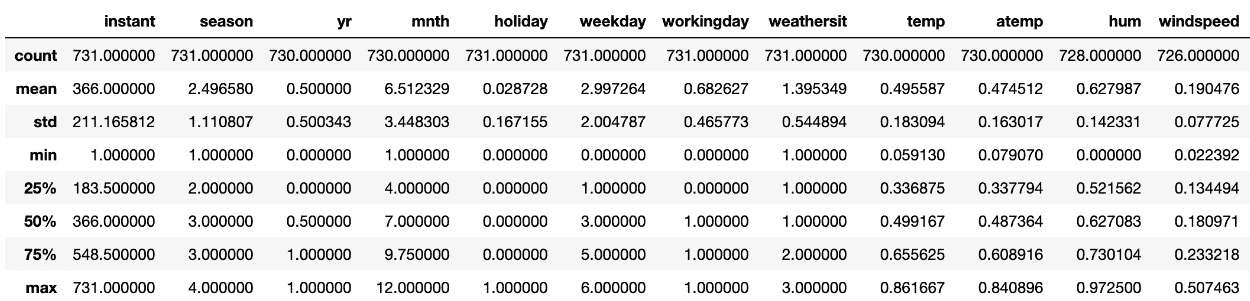 instant season yr mnth holiday weekday workingday weathersit temp atemp hum windspeed
count 731.000000 731.000000 730.000000 730.000000 731.000000 731.000000 731.000000 731.000000 730.000000 730.000000 728.000000 726.000000
mean 366.000000 2.496580 0.500000 6.512329 0.028728 2.997264 0.682627 1.395349 0.495587 0.474512 0.627987 0.190476
std 211.165812 1.110807 0.500343 3.448303 0.167155 2.004787 0.465773 0.544894 0.183094 0.163017 0.142331 0.077725
min 1.000000 1.000000 0.000000 1.000000 0.000000 0.000000 0.000000 1.000000 0.059130 0.079070 0.000000 0.022392
25% 183.500000 2.000000 0.000000 4.000000 0.000000 1.000000 0.000000 1.000000 0.336875 0.337794 0.521562 0.134494
50% 366.000000 3.000000 0.500000 7.000000 0.000000 3.000000 1.000000 1.000000 0.499167 0.487364 0.627083 0.180971
75% 548.500000 3.000000 1.000000 9.750000 0.000000 5.000000 1.000000 2.000000 0.655625 0.608916 0.730104 0.233218
max 731.000000 4.000000 1.000000 12.000000 1.000000 6.000000 1.000000 3.000000 0.861667 0.840896 0.972500 0.507463